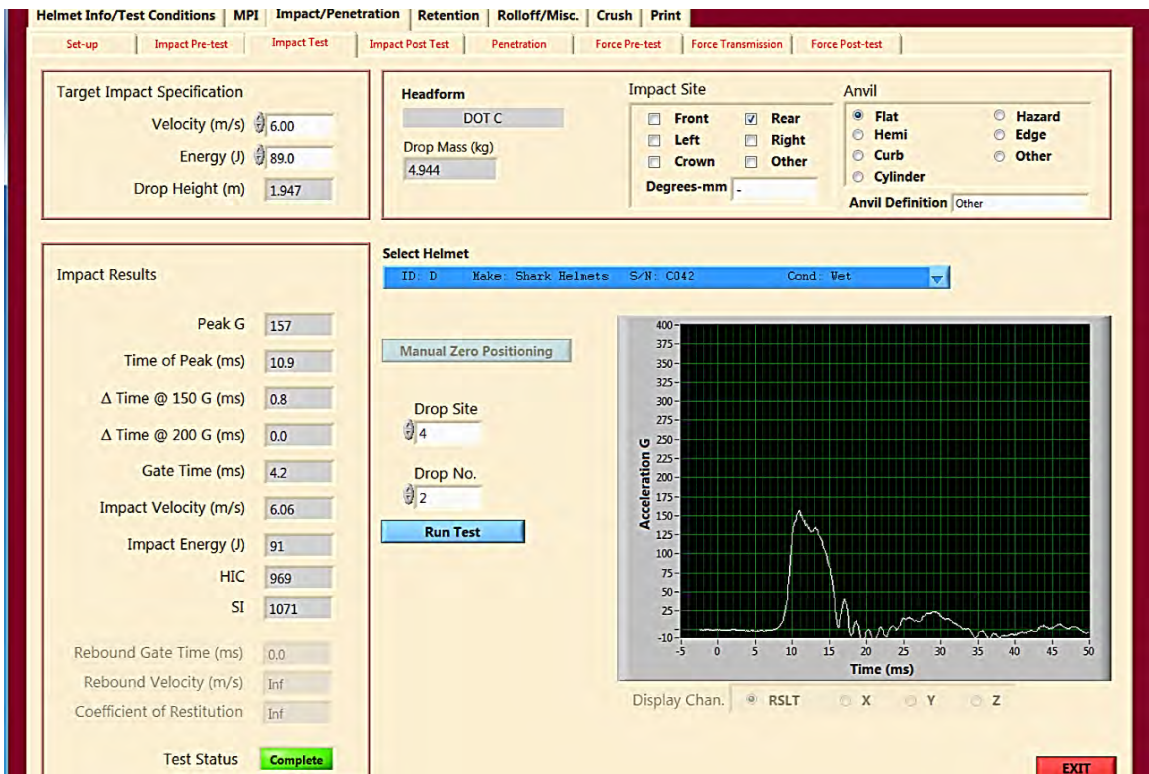 Helmet Info/Test Conditions MPI Impact/Penetration Retention Rolloff/Misc. Crush Print
Set-up Impact Pre-test Impact Test Impact Post Test Penetration Force Pre-test Force Transmission Force Post-test
Target Impact Specification
Velocity (m/s) 6.00
Energy (J) 89.0
Drop Height (m) 1.947
Headform
DOT C
Drop Mass (kg)
4.944
Impact Site
Front Rear
Left Right
Crown Other
Degrees-mm -
Anvil
Flat Hazard
Hemi Edge
Curb Other
Cylinder
Anvil Definition Other
Impact Results
Peak G 157
Time of Peak (ms) 10.9
Δ Time @ 150 G (ms) 0.8
Δ Time @ 200 G (ms) 0.0
Gate Time (ms) 4.2
Impact Velocity (m/s) 6.06
Impact Energy (J) 91
HIC 969
SI 1071
Rebound Gate Time (ms) 0.0
Rebound Velocity (m/s) Inf
Coefficient of Restitution Inf
Test Status Complete
Select Helmet
ID: D Make: Shark Helmets S/N: C042 Cond: Wet
Manual Zero Positioning
Drop Site
4
Drop No.
2
Run Test
Acceleration G
400
375
350
325
300
275
250
225
200
175
150
125
100
75
50
25
-10
-5 0 5 10 15 20 25 30 35 40 45 50
Time (ms)
Display Chan. RSLT X Y Z
EXIT